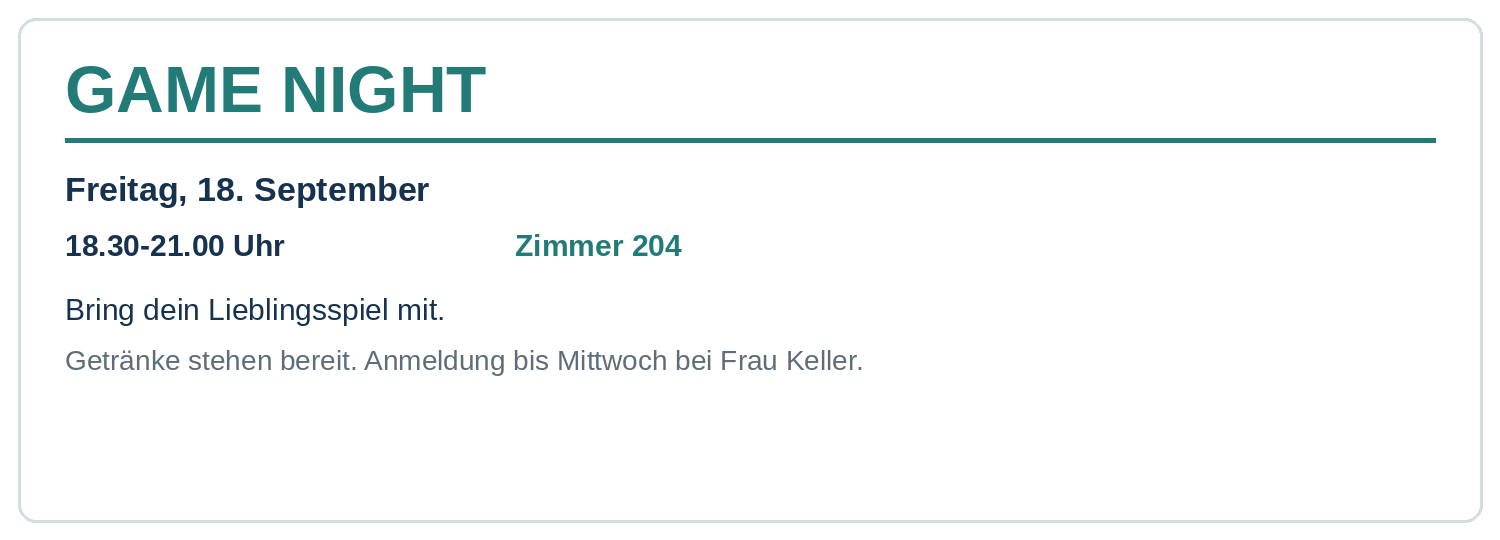 GAME NIGHT
Freitag, 18. September
18.30-21.00 Uhr Zimmer 204
Bring dein Lieblingsspiel mit.
Getränke stehen bereit. Anmeldung bis Mittwoch bei Frau Keller.